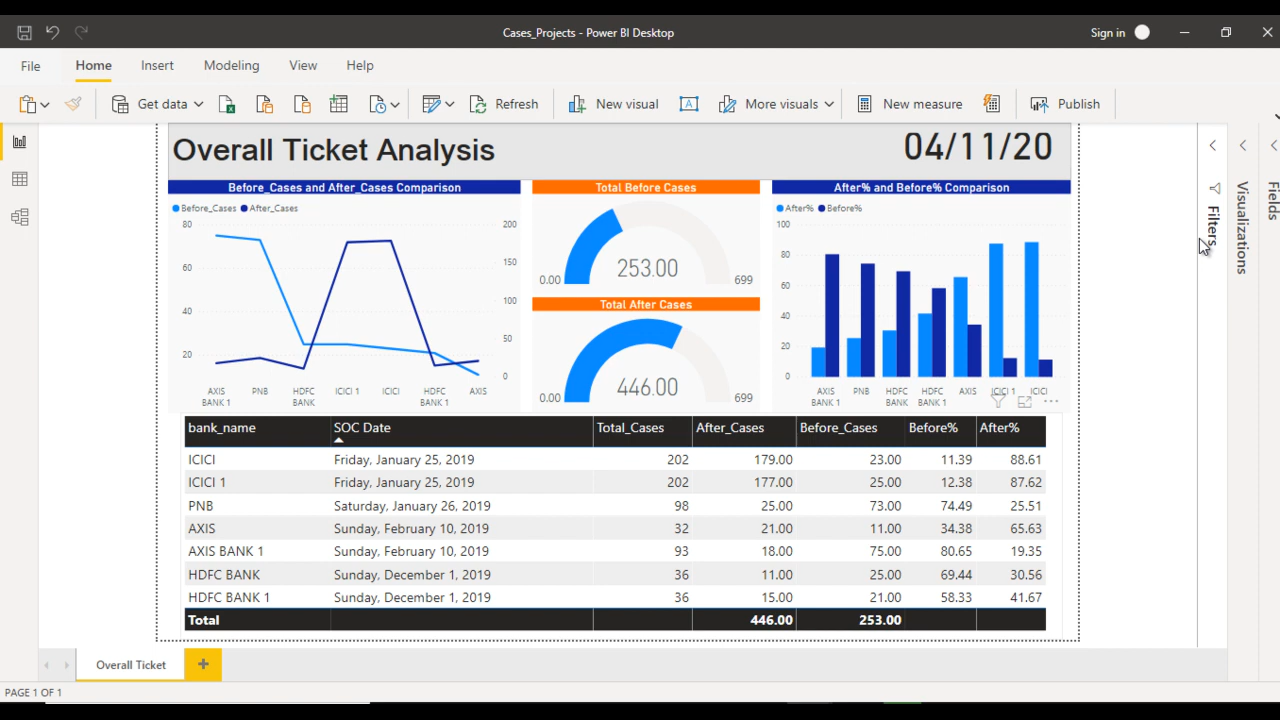 Cases_Projects - Power BI Desktop
Sign in
File Home Insert Modeling View Help
Get data Refresh New visual A More visuals New measure Publish
Overall Ticket Analysis
04/11/20
Before_Cases and After_Cases Comparison
Before_Cases After_Cases
80 200
150
60
100
40
50
20
0
AXIS BANK 1 PNB HDFC BANK ICICI 1 ICICI HDFC BANK 1 AXIS
Total Before Cases
253.00
0.00 699
Total After Cases
446.00
0.00 699
After% and Before% Comparison
After% Before%
100
80
60
40
20
0
AXIS BANK 1 PNB HDFC BANK HDFC BANK 1 AXIS ICICI 1 ICICI
Filters
Visualizations
Fields
bank_name SOC Date Total_Cases After_Cases Before_Cases Before% After%
ICICI Friday, January 25, 2019 202 179.00 23.00 11.39 88.61
ICICI 1 Friday, January 25, 2019 202 177.00 25.00 12.38 87.62
PNB Saturday, January 26, 2019 98 25.00 73.00 74.49 25.51
AXIS Sunday, February 10, 2019 32 21.00 11.00 34.38 65.63
AXIS BANK 1 Sunday, February 10, 2019 93 18.00 75.00 80.65 19.35
HDFC BANK Sunday, December 1, 2019 36 11.00 25.00 69.44 30.56
HDFC BANK 1 Sunday, December 1, 2019 36 15.00 21.00 58.33 41.67
Total 446.00 253.00
Overall Ticket
PAGE 1 OF 1